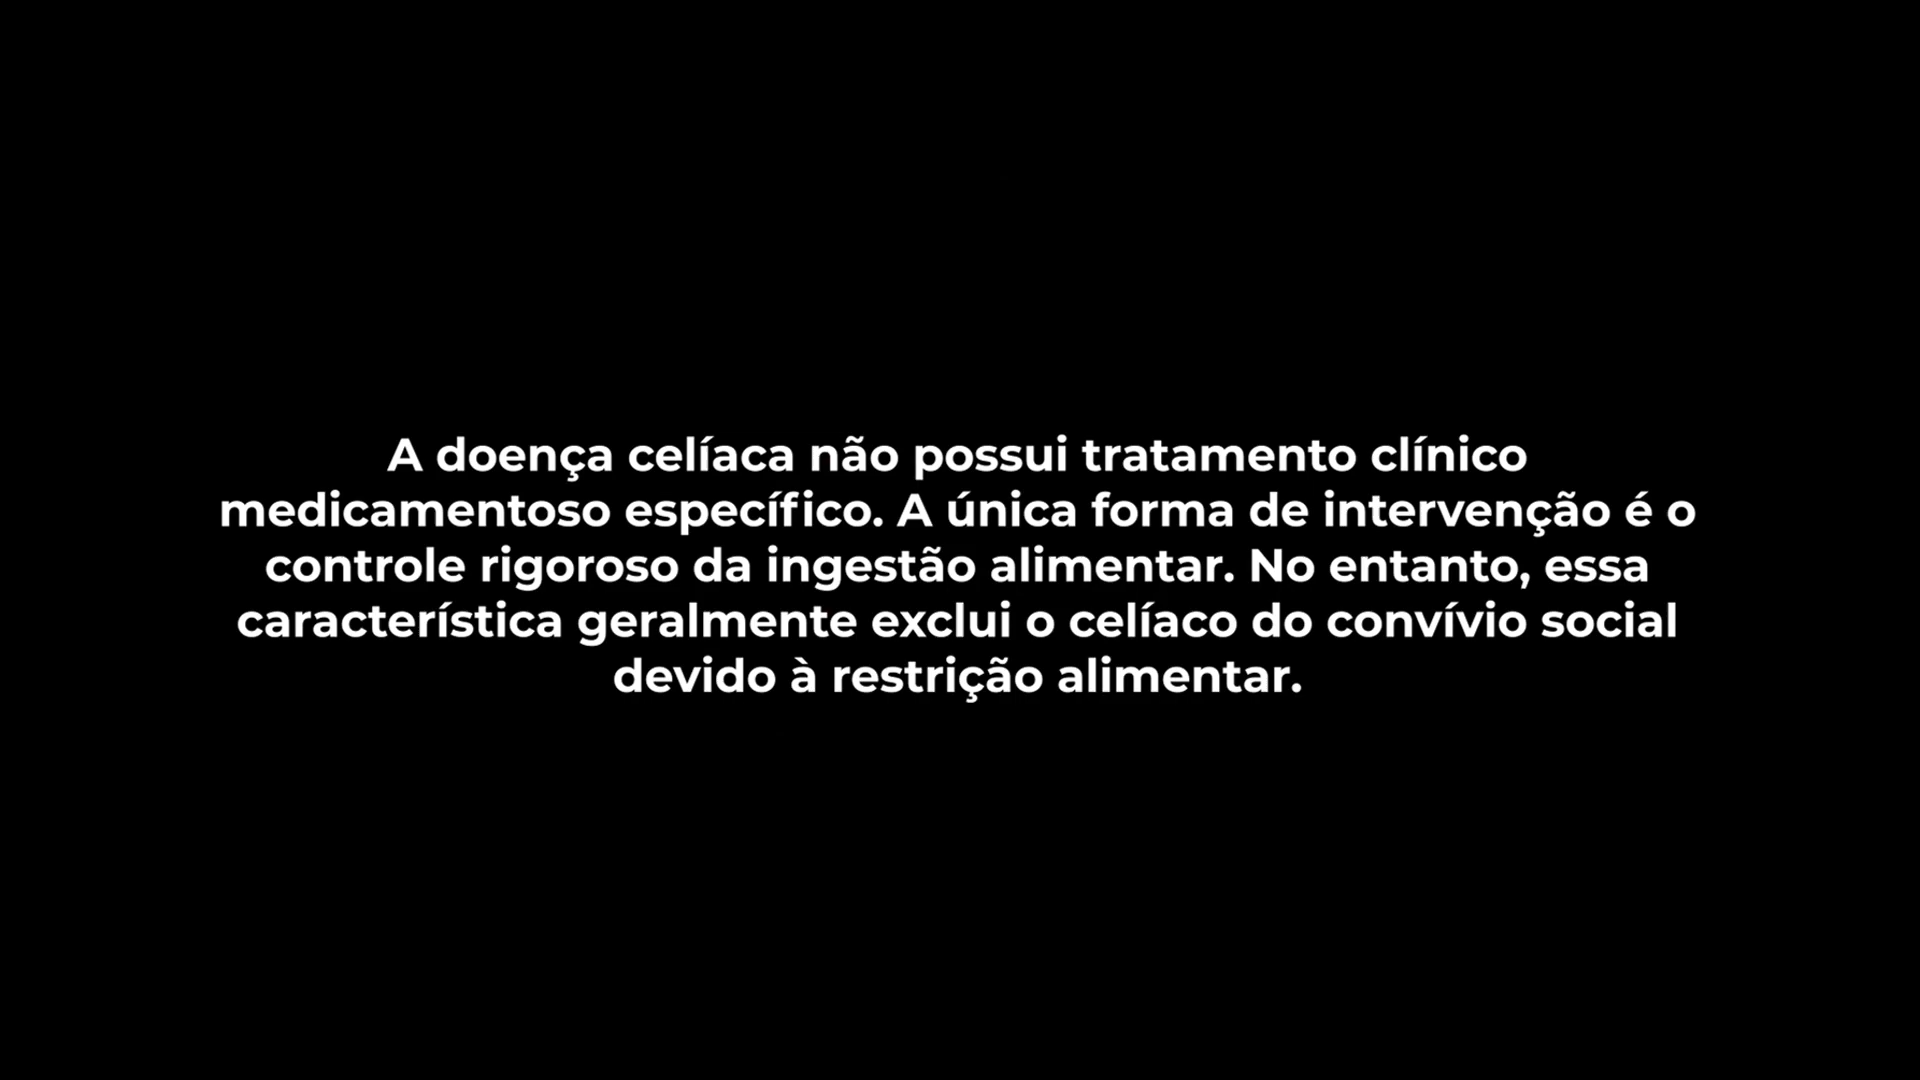 A doença celíaca não possui tratamento clínico
medicamentoso específico. A única forma de intervenção é o
controle rigoroso da ingestão alimentar. No entanto, essa
característica geralmente exclui o celíaco do convívio social
devido à restrição alimentar.